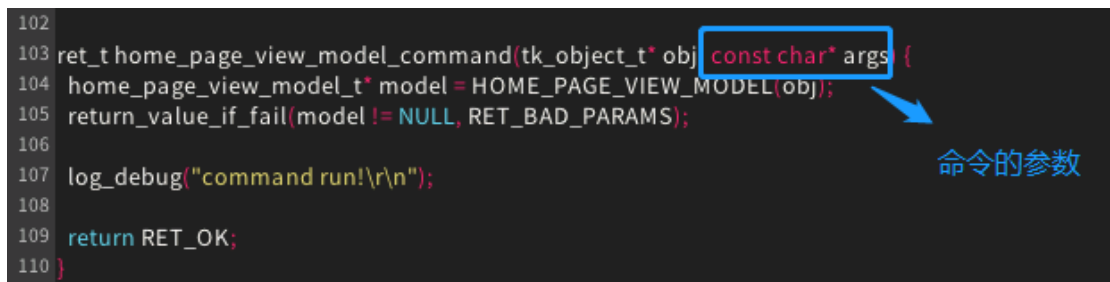 102
103 ret_t home_page_view_model_command(tk_object_t* obj, const char* args) {
104 home_page_view_model_t* model = HOME_PAGE_VIEW_MODEL(obj);
105 return_value_if_fail(model != NULL, RET_BAD_PARAMS);
106
107 log_debug("command run!\r\n");
108
109 return RET_OK;
110 }
命令的参数